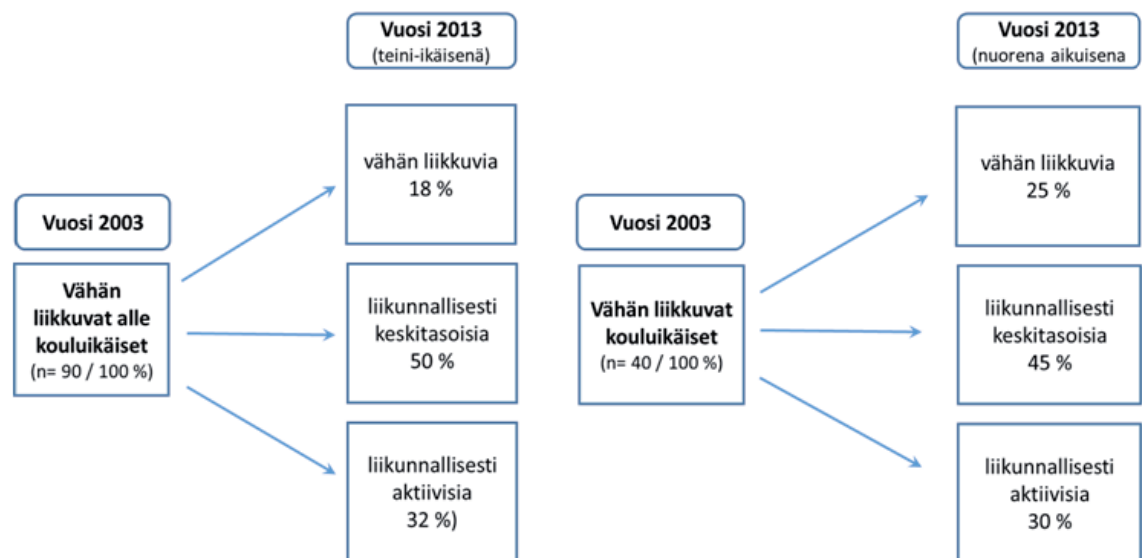 Vuosi 2003
Vähän
liikkuvat alle
kouluikäiset
(n= 90 / 100 %)
Vuosi 2013
(teini-ikäisenä)
vähän liikkuvia
18 %
liikunnallisesti
keskitasoisia
50 %
liikunnallisesti
aktiivisia
32 %)
Vuosi 2003
Vähän liikkuvat
kouluikäiset
(n= 40 / 100 %)
Vuosi 2013
(nuorena aikuisena
vähän liikkuvia
25 %
liikunnallisesti
keskitasoisia
45 %
liikunnallisesti
aktiivisia
30 %